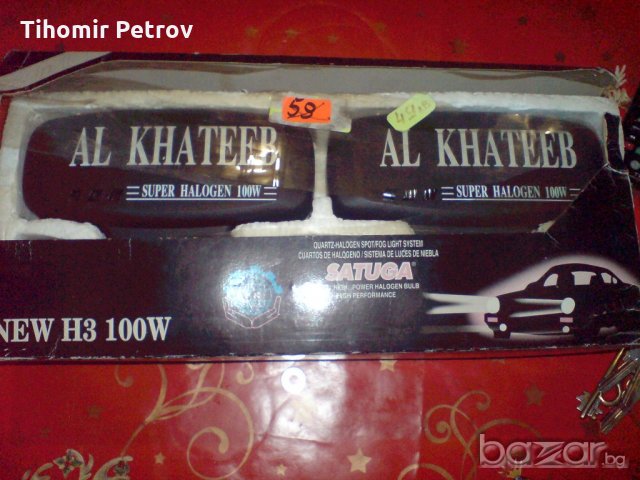 Tihomir Petrov
59
AL KHATEEB
SUPER HALOGEN 100W
AL KHATEEB
SUPER HALOGEN 100W
QUARTZ-HALOGEN SPOT/FOG LIGHT SYSTEM
CUARTOS DE HALOGENO / SISTEMA DE LUCES DE NIEBLA
SATUGA®
HIGH POWER HALOGEN BULB
HIGH PERFORMANCE
NEW H3 100W
bazar.bg